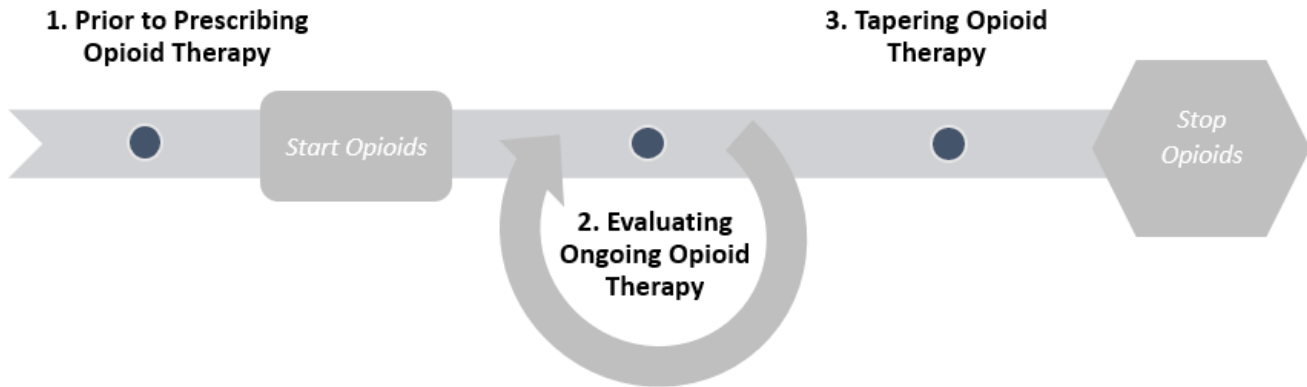 1. Prior to Prescribing
Opioid Therapy
Start Opioids
2. Evaluating
Ongoing Opioid
Therapy
3. Tapering Opioid
Therapy
Stop
Opioids